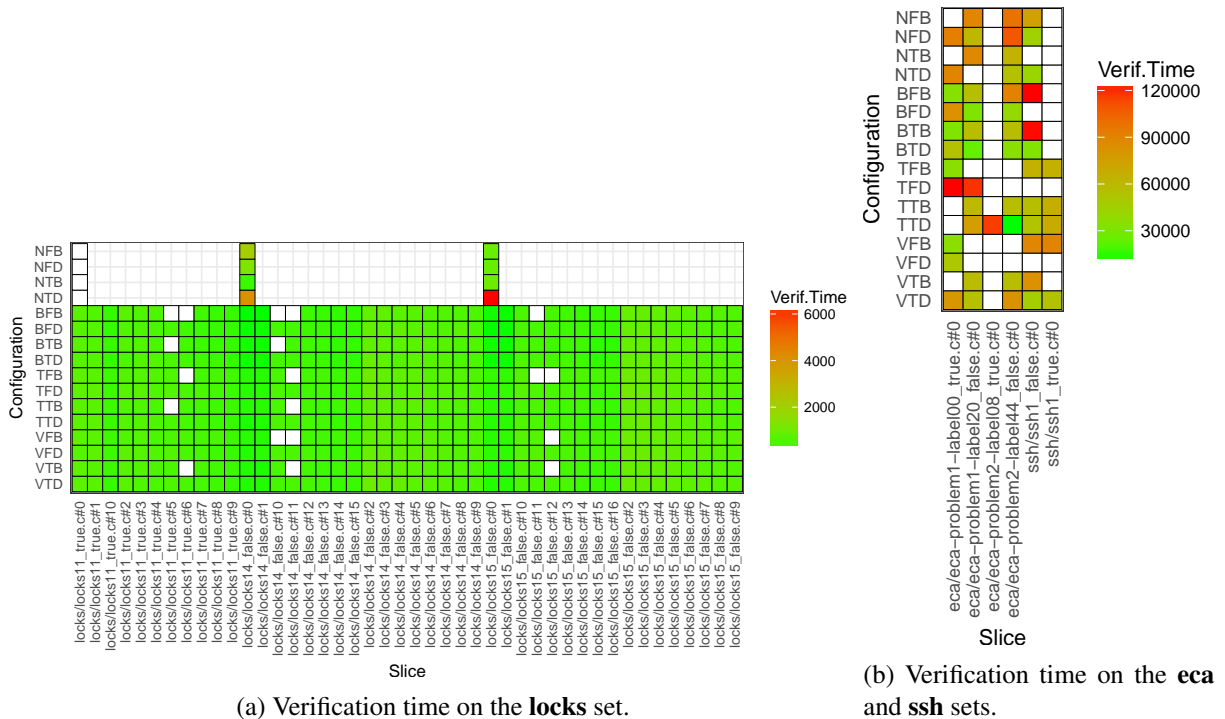 NFB
NFD
NTB
NTD
BFB
BFD
BTB
BTD
TFB
TFD
TTB
TTD
VFB
VFD
VTB
VTD
Configuration
locks/locks11_true.c#0
locks/locks11_true.c#1
locks/locks11_true.c#10
locks/locks11_true.c#2
locks/locks11_true.c#3
locks/locks11_true.c#4
locks/locks11_true.c#5
locks/locks11_true.c#6
locks/locks11_true.c#7
locks/locks11_true.c#8
locks/locks11_true.c#9
locks/locks14_false.c#0
locks/locks14_false.c#1
locks/locks14_false.c#10
locks/locks14_false.c#11
locks/locks14_false.c#12
locks/locks14_false.c#13
locks/locks14_false.c#14
locks/locks14_false.c#15
locks/locks14_false.c#2
locks/locks14_false.c#3
locks/locks14_false.c#4
locks/locks14_false.c#5
locks/locks14_false.c#6
locks/locks14_false.c#7
locks/locks14_false.c#8
locks/locks14_false.c#9
locks/locks15_false.c#0
locks/locks15_false.c#1
locks/locks15_false.c#10
locks/locks15_false.c#11
locks/locks15_false.c#12
locks/locks15_false.c#13
locks/locks15_false.c#14
locks/locks15_false.c#15
locks/locks15_false.c#16
locks/locks15_false.c#2
locks/locks15_false.c#3
locks/locks15_false.c#4
locks/locks15_false.c#5
locks/locks15_false.c#6
locks/locks15_false.c#7
locks/locks15_false.c#8
locks/locks15_false.c#9
Slice
Verif.Time
6000
4000
2000
(a) Verification time on the locks set.
NFB
NFD
NTB
NTD
BFB
BFD
BTB
BTD
TFB
TFD
TTB
TTD
VFB
VFD
VTB
VTD
Configuration
eca/eca−problem1−label00_true.c#0
eca/eca−problem1−label20_false.c#0
eca/eca−problem2−label08_true.c#0
eca/eca−problem2−label44_false.c#0
ssh/ssh1_false.c#0
ssh/ssh1_true.c#0
Slice
Verif.Time
120000
90000
60000
30000
(b) Verification time on the eca
and ssh sets.